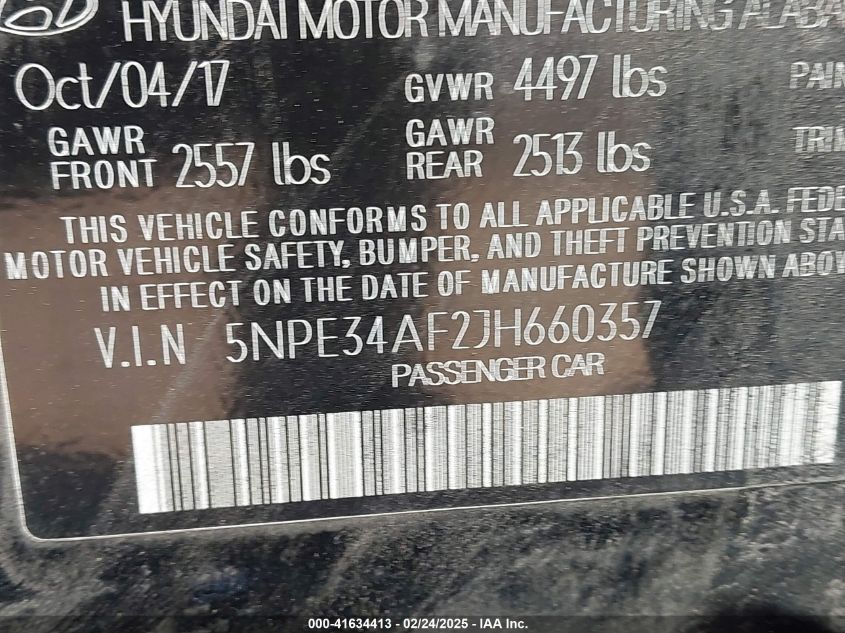 HYUNDAI MOTOR MANUFACTURING ALABA
Oct/04/17 GVWR 4497 lbs PAIN
GAWR FRONT 2557 lbs GAWR REAR 2513 lbs TRIM
THIS VEHICLE CONFORMS TO ALL APPLICABLE U.S.A. FEDE
MOTOR VEHICLE SAFETY, BUMPER, AND THEFT PREVENTION STA
IN EFFECT ON THE DATE OF MANUFACTURE SHOWN ABOV
V.I.N 5NPE34AF2JH660357
PASSENGER CAR
000-41634413 - 02/24/2025 - IAA Inc.